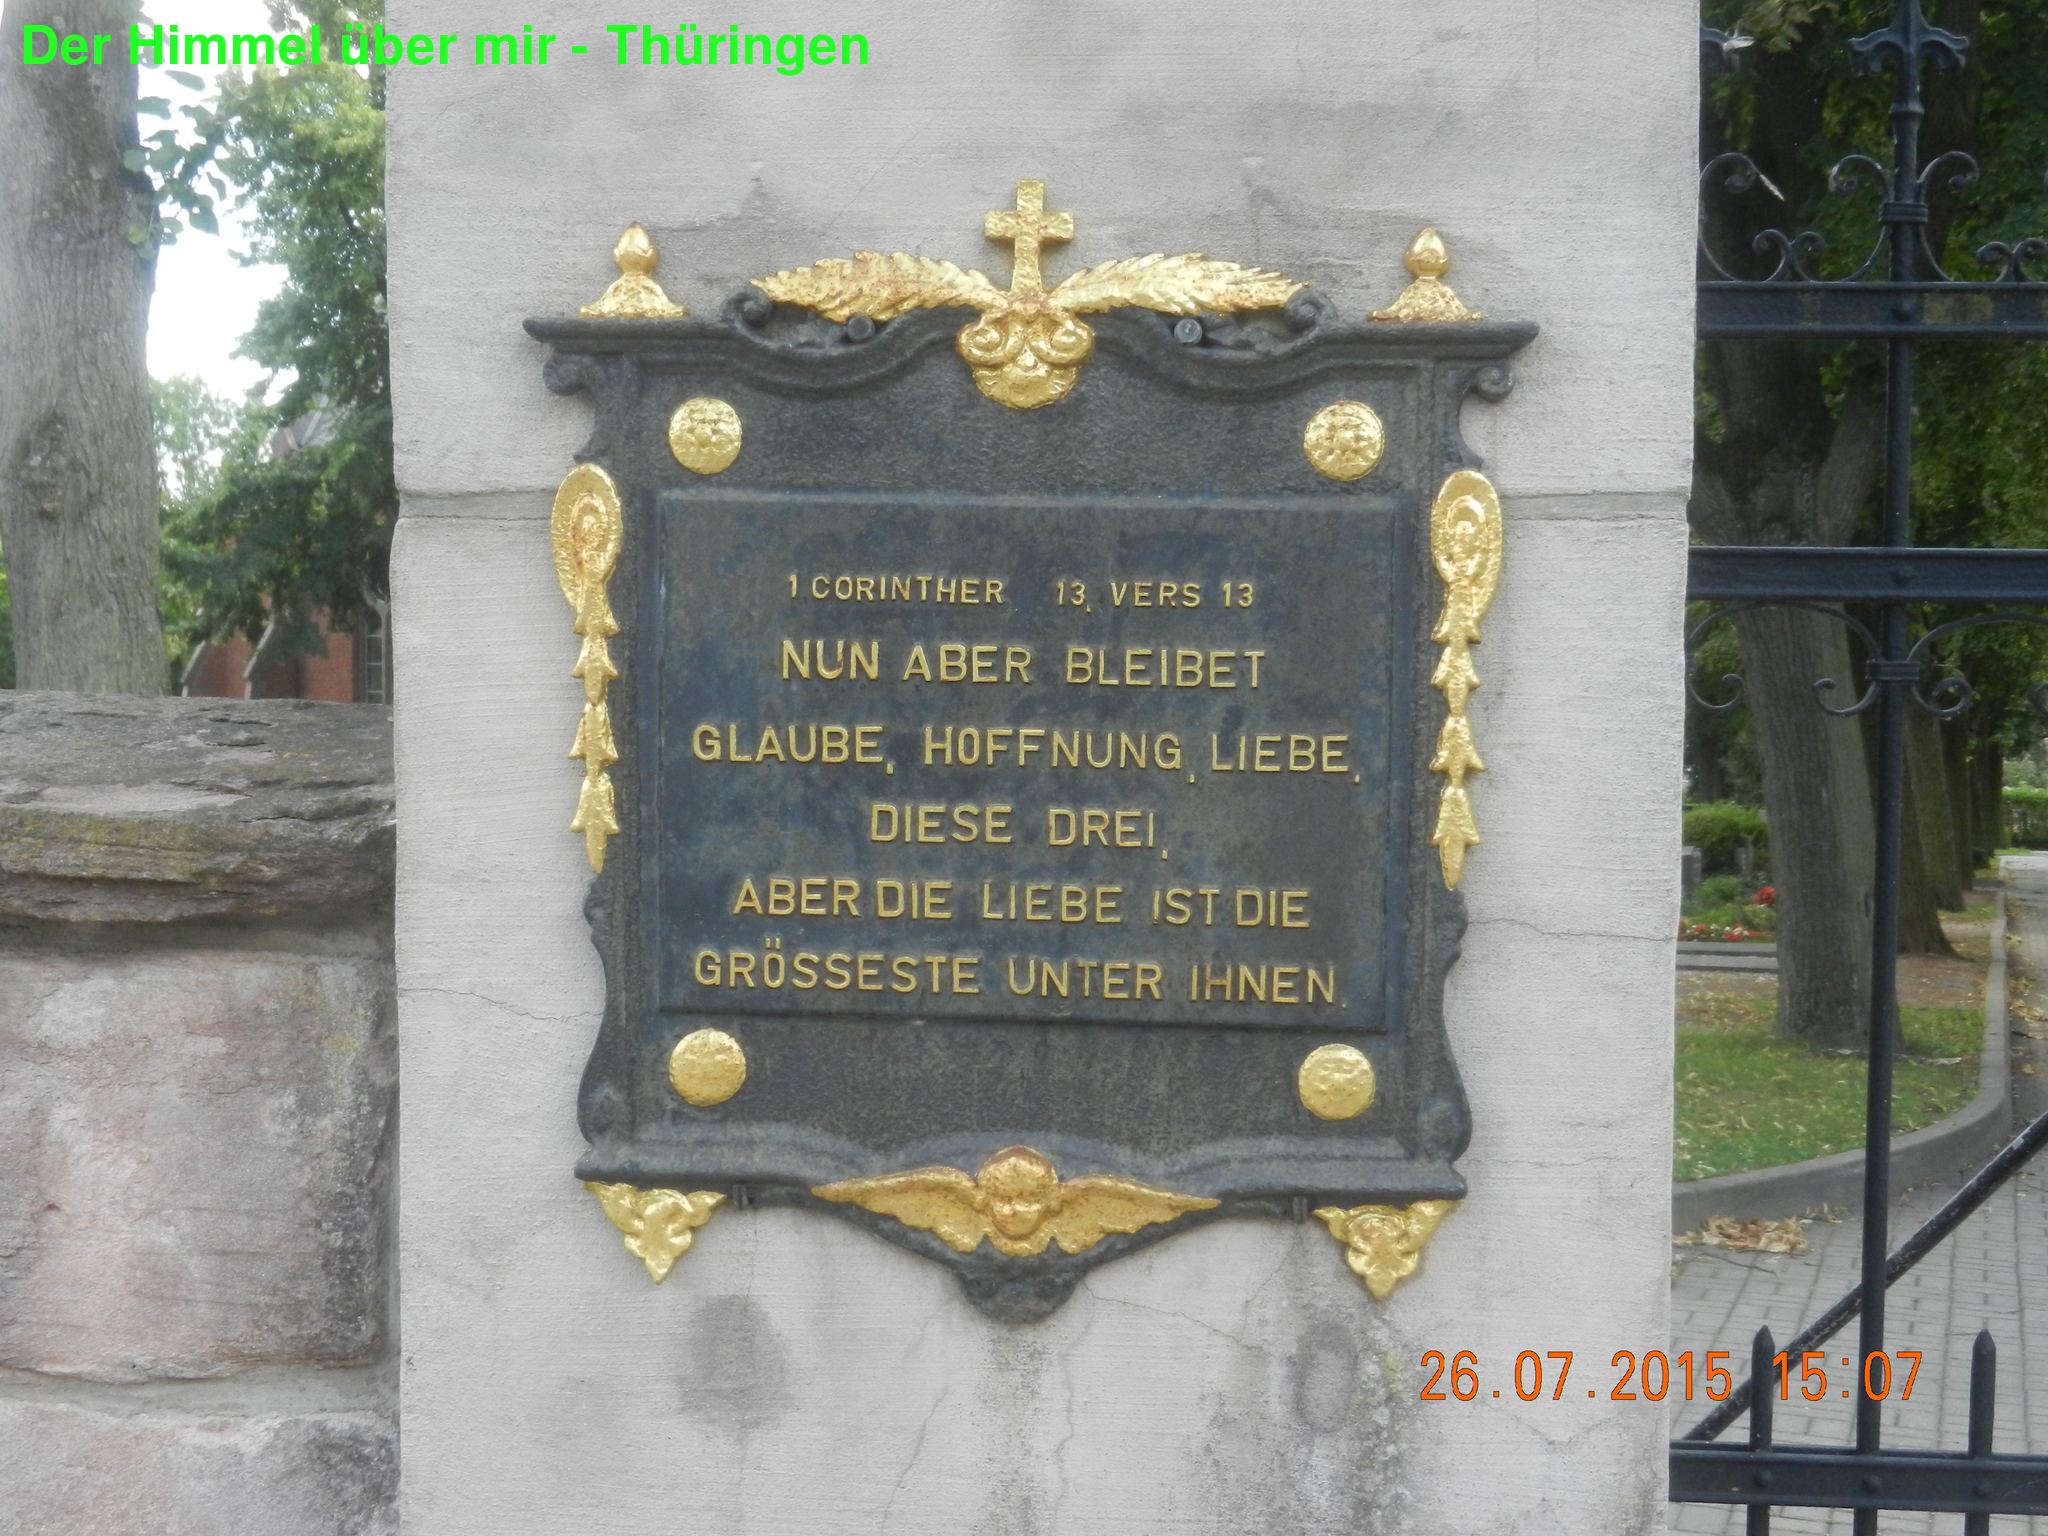 Der Himmel über mir - Thüringen
1. CORINTHER 13, VERS 13
NUN ABER BLEIBET
GLAUBE, HOFFNUNG, LIEBE,
DIESE DREI,
ABER DIE LIEBE IST DIE
GRÖSSESTE UNTER IHNEN.
26.07.2015 15:07